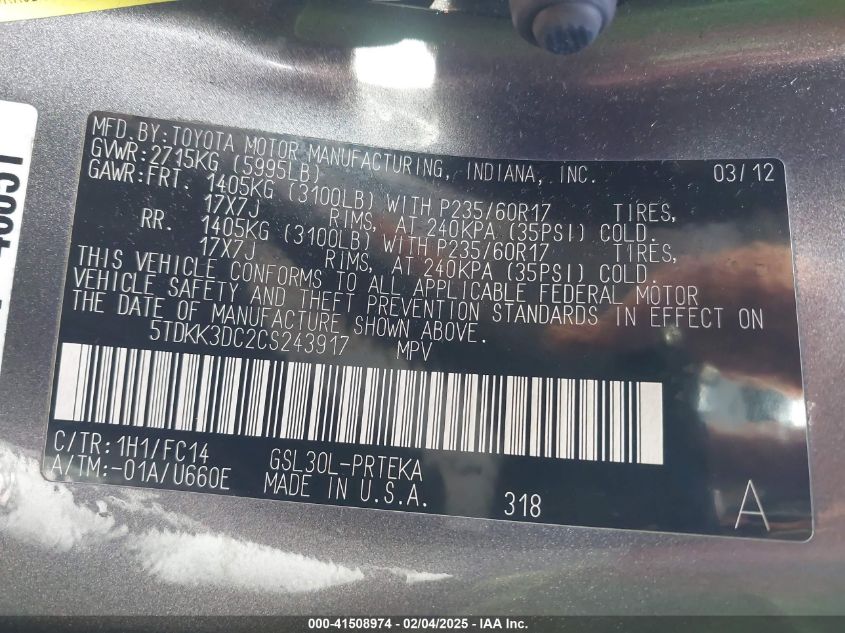 MFD.BY:TOYOTA MOTOR MANUFACTURING, INDIANA, INC. 03/12
GVWR:2715KG (5995LB)
GAWR:FRT. 1405KG (3100LB) WITH P235/60R17 TIRES,
17X7J RIMS, AT 240KPA (35PSI) COLD.
RR. 1405KG (3100LB) WITH P235/60R17 TIRES,
17X7J RIMS, AT 240KPA (35PSI) COLD.
THIS VEHICLE CONFORMS TO ALL APPLICABLE FEDERAL MOTOR
VEHICLE SAFETY AND THEFT PREVENTION STANDARDS IN EFFECT ON
THE DATE OF MANUFACTURE SHOWN ABOVE.
5TDKK3DC2CS243917 MPV
C/TR:1H1/FC14 GSL30L-PRTEKA
A/TM:-01A/U660E MADE IN U.S.A. 318 A
000-41508974 - 02/04/2025 - IAA Inc.